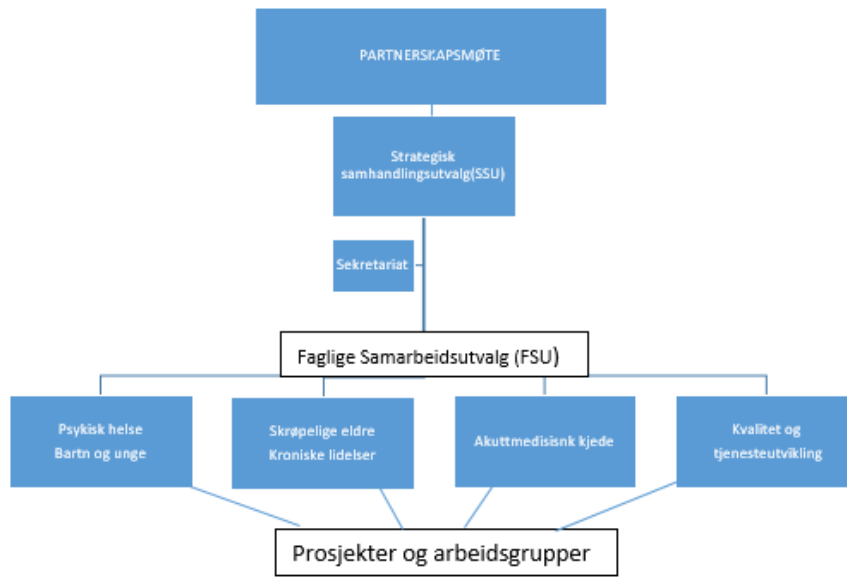 PARTNERSKAPSMØTE
Strategisk
samhandlingsutvalg(SSU)
Sekretariat
Faglige Samarbeidsutvalg (FSU)
Psykisk helse
Bartn og unge
Skrøpelige eldre
Kroniske lidelser
Akuttmedisisnk kjede
Kvalitet og
tjenesteutvikling
Prosjekter og arbeidsgrupper